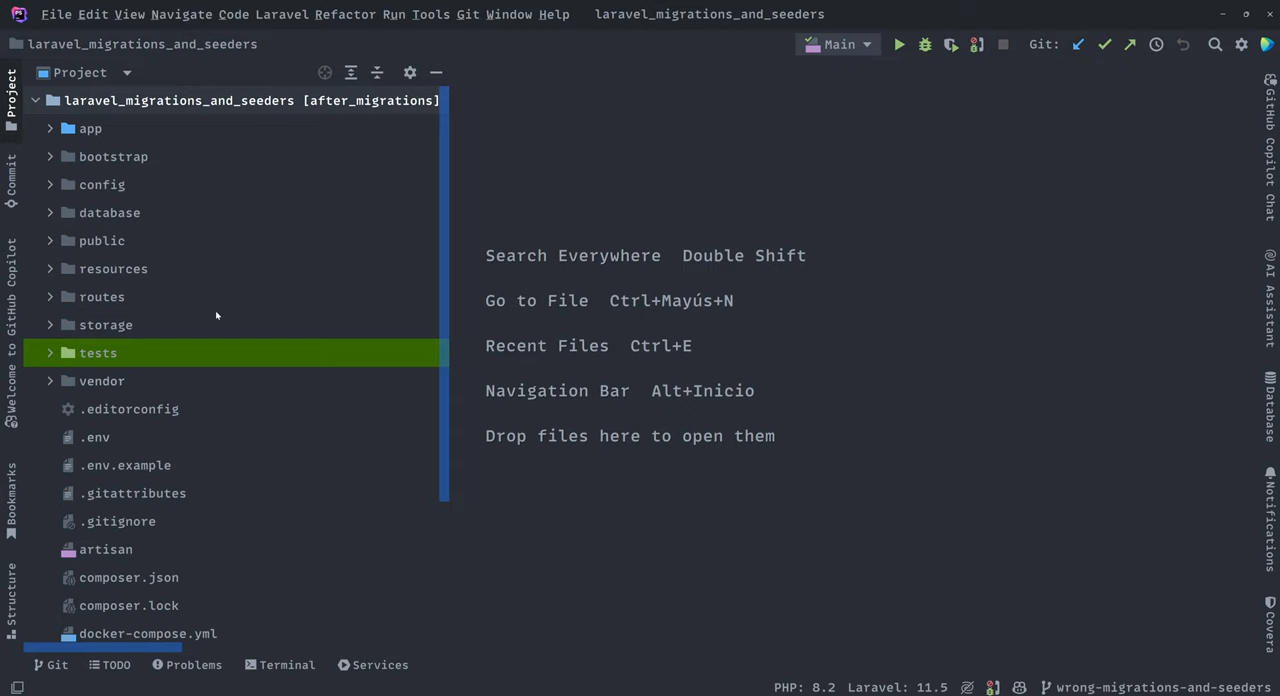 PS File Edit View Navigate Code Laravel Refactor Run Tools Git Window Help laravel_migrations_and_seeders
laravel_migrations_and_seeders Main Git:
Project
laravel_migrations_and_seeders [after_migrations]
app
bootstrap
config
database
public
resources
routes
storage
tests
vendor
.editorconfig
.env
.env.example
.gitattributes
.gitignore
artisan
composer.json
composer.lock
docker-compose.yml
Project
Commit
Welcome to GitHub Copilot
Bookmarks
Structure
Search Everywhere Double Shift
Go to File Ctrl+Mayús+N
Recent Files Ctrl+E
Navigation Bar Alt+Inicio
Drop files here to open them
GitHub Copilot Chat
AI Assistant
Database
Notifications
Covera
Git TODO Problems Terminal Services
PHP: 8.2 Laravel: 11.5 wrong-migrations-and-seeders